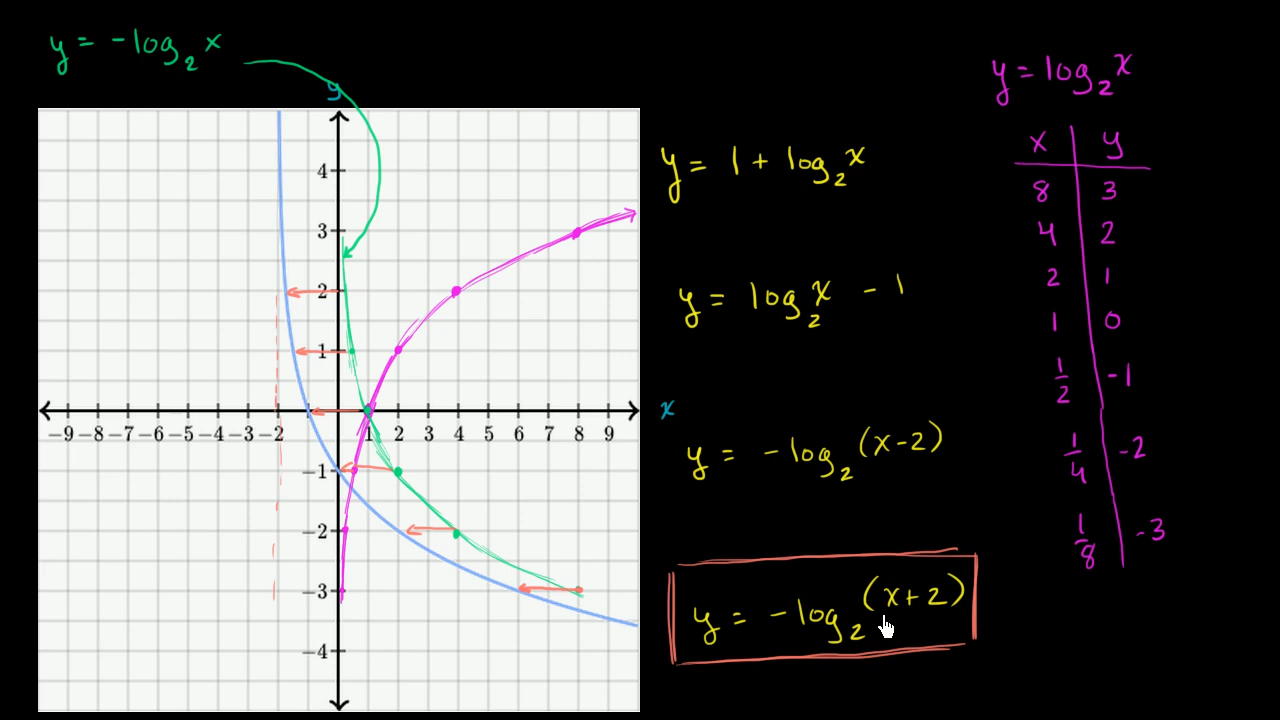 y = -log₂ x
y
4
3
2
1
-1
-2
-3
-4
-9 -8 -7 -6 -5 -4 -3 -2 1 2 3 4 5 6 7 8 9
y = 1 + log₂ x
y = log₂ x - 1
x
y = -log₂ (x-2)
y = -log₂ (x+2)
y = log₂ x
x y
8 3
4 2
2 1
1 0
1/2 -1
1/4 -2
1/8 -3